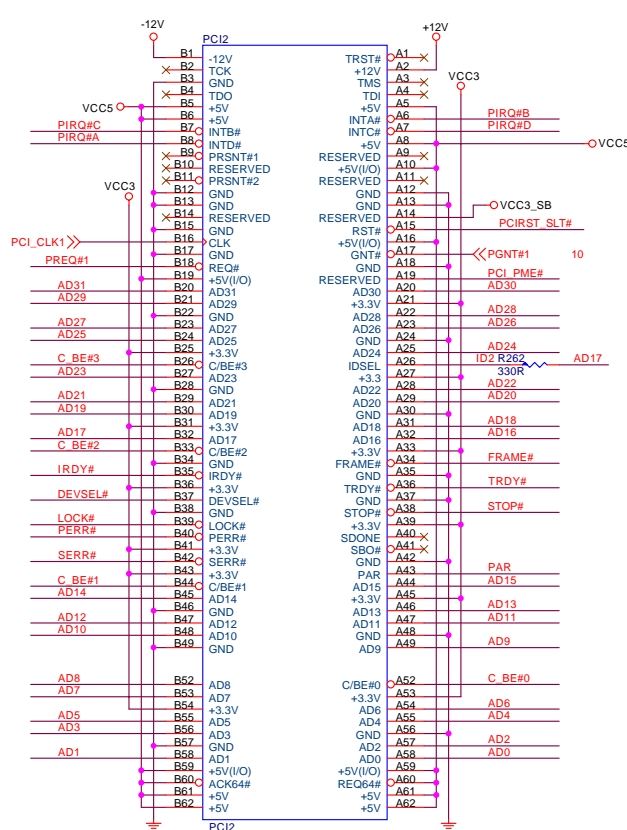 -12V +12V
PCI2
B1 -12V TRST# A1
B2 TCK +12V A2
B3 GND TMS A3
B4 TDO TDI A4
VCC3
VCC5 B5 +5V +5V A5
B6 +5V INTA# A6 PIRQ#B
PIRQ#C B7 INTB# INTC# A7 PIRQ#D
PIRQ#A B8 INTD# +5V A8 VCC5
B9 PRSNT#1 RESERVED A9
B10 RESERVED +5V(I/O) A10
B11 PRSNT#2 RESERVED A11
VCC3
B12 GND GND A12
B13 GND GND A13
B14 RESERVED RESERVED A14 VCC3_SB
B15 GND RST# A15 PCIRST_SLT#
PCI_CLK1 B16 CLK +5V(I/O) A16
B17 GND GNT# A17 PGNT#1 10
PREQ#1 B18 REQ# GND A18
B19 +5V(I/O) RESERVED A19 PCI_PME#
AD31 B20 AD31 AD30 A20 AD30
AD29 B21 AD29 +3.3V A21
B22 GND AD28 A22 AD28
AD27 B23 AD27 AD26 A23 AD26
AD25 B24 AD25 GND A24
B25 +3.3V AD24 A25 AD24
C_BE#3 B26 C/BE#3 IDSEL A26 ID2 R262 AD17
330R
AD23 B27 AD23 +3.3 A27
B28 GND AD22 A28 AD22
AD21 B29 AD21 AD20 A29 AD20
AD19 B30 AD19 GND A30
B31 +3.3V AD18 A31 AD18
AD17 B32 AD17 AD16 A32 AD16
C_BE#2 B33 C/BE#2 +3.3V A33
B34 GND FRAME# A34 FRAME#
IRDY# B35 IRDY# GND A35
B36 +3.3V TRDY# A36 TRDY#
DEVSEL# B37 DEVSEL# GND A37
B38 GND STOP# A38 STOP#
LOCK# B39 LOCK# +3.3V A39
PERR# B40 PERR# SDONE A40
B41 +3.3V SBO# A41
SERR# B42 SERR# GND A42
B43 +3.3V PAR A43 PAR
C_BE#1 B44 C/BE#1 AD15 A44 AD15
AD14 B45 AD14 +3.3V A45
B46 GND AD13 A46 AD13
AD12 B47 AD12 AD11 A47 AD11
AD10 B48 AD10 GND A48
B49 GND AD9 A49 AD9
AD8 B52 AD8 C/BE#0 A52 C_BE#0
AD7 B53 AD7 +3.3V A53
B54 +3.3V AD6 A54 AD6
AD5 B55 AD5 AD4 A55 AD4
AD3 B56 AD3 GND A56
B57 GND AD2 A57 AD2
AD1 B58 AD1 AD0 A58 AD0
B59 +5V(I/O) +5V(I/O) A59
B60 ACK64# REQ64# A60
B61 +5V +5V A61
B62 +5V +5V A62
PCI2